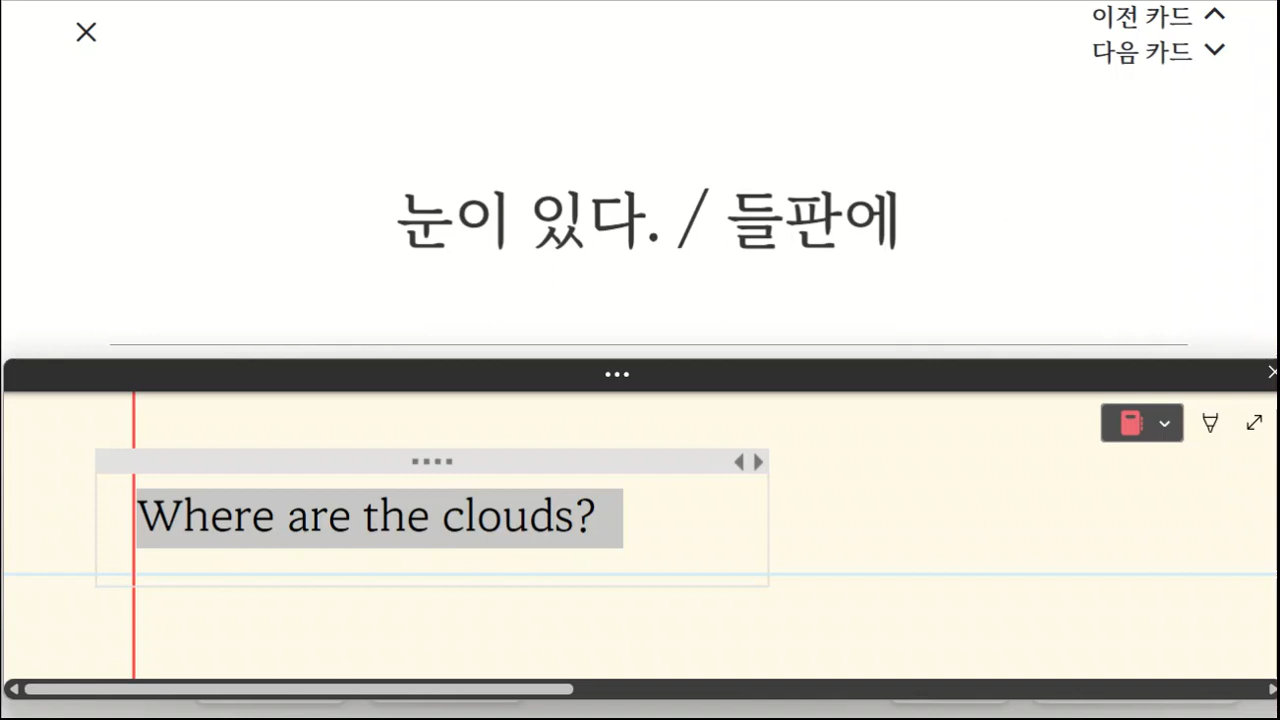 이전 카드
다음 카드
눈이 있다. / 들판에
Where are the clouds?